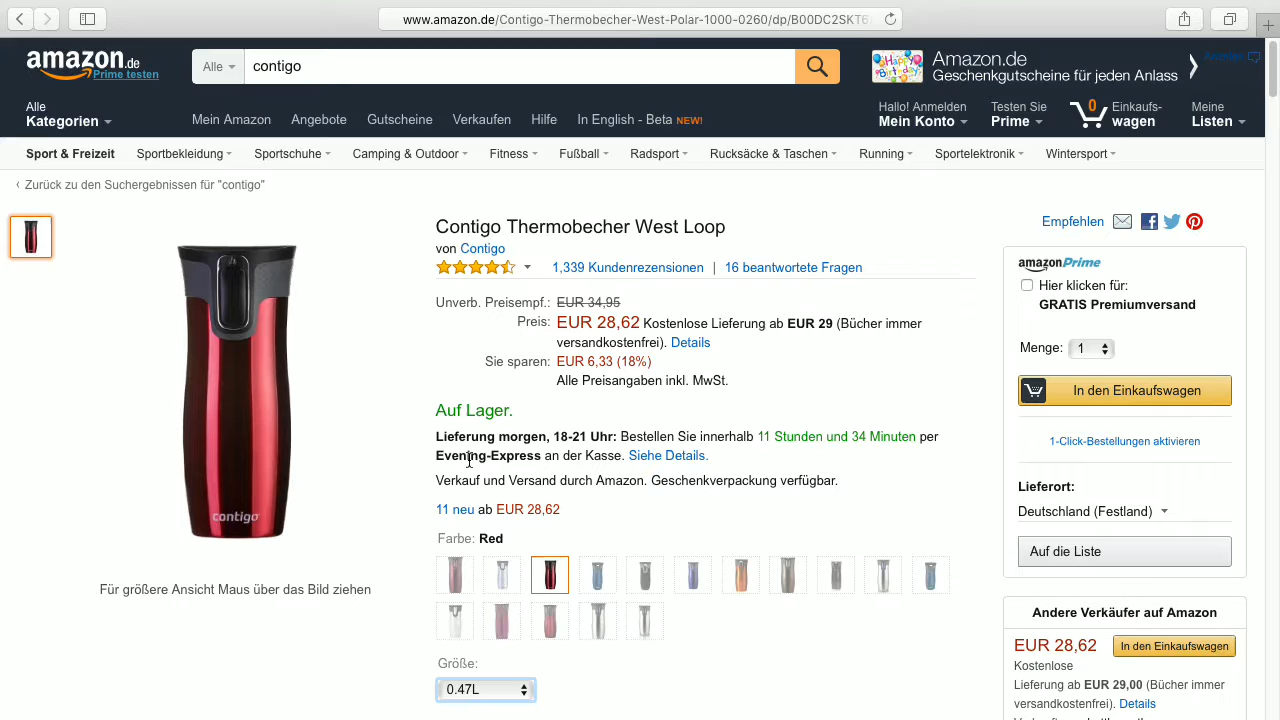 www.amazon.de/Contigo-Thermobecher-West-Polar-1000-0260/dp/B00DC2SKT6
amazon.de
Prime testen
Alle
contigo
Amazon.de
Geschenkgutscheine für jeden Anlass
Alle
Kategorien
Mein Amazon
Angebote
Gutscheine
Verkaufen
Hilfe
In English - Beta NEW!
Hallo! Anmelden
Mein Konto
Testen Sie
Prime
0
Einkaufs-
wagen
Meine
Listen
Sport & Freizeit
Sportbekleidung
Sportschuhe
Camping & Outdoor
Fitness
Fußball
Radsport
Rucksäcke & Taschen
Running
Sportelektronik
Wintersport
‹ Zurück zu den Suchergebnissen für "contigo"
contigo
Für größere Ansicht Maus über das Bild ziehen
Contigo Thermobecher West Loop
von Contigo
1,339 Kundenrezensionen | 16 beantwortete Fragen
Unverb. Preisempf.: EUR 34,95
Preis: EUR 28,62 Kostenlose Lieferung ab EUR 29 (Bücher immer
versandkostenfrei). Details
Sie sparen: EUR 6,33 (18%)
Alle Preisangaben inkl. MwSt.
Auf Lager.
Lieferung morgen, 18-21 Uhr: Bestellen Sie innerhalb 11 Stunden und 34 Minuten per
Evening-Express an der Kasse. Siehe Details.
Verkauf und Versand durch Amazon. Geschenkverpackung verfügbar.
11 neu ab EUR 28,62
Farbe: Red
Größe:
0.47L
Empfehlen
amazonPrime
Hier klicken für:
GRATIS Premiumversand
Menge: 1
In den Einkaufswagen
1-Click-Bestellungen aktivieren
Lieferort:
Deutschland (Festland)
Auf die Liste
Andere Verkäufer auf Amazon
EUR 28,62
In den Einkaufswagen
Kostenlose
Lieferung ab EUR 29,00 (Bücher immer
versandkostenfrei). Details